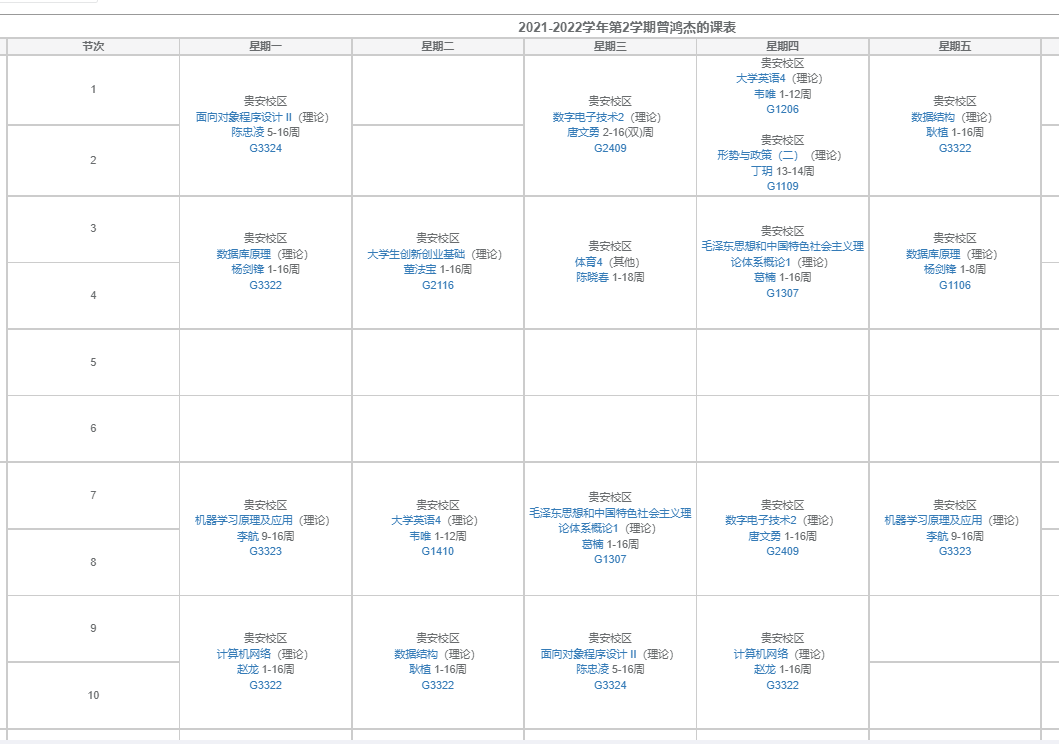 2021-2022学年第2学期曾鸿杰的课表
节次 星期一 星期二 星期三 星期四 星期五
1
贵安校区
面向对象程序设计 II（理论）
陈忠凌 5-16周
G3324
贵安校区
数字电子技术2（理论）
唐文勇 2-16(双)周
G2409
贵安校区
大学英语4（理论）
韦唯 1-12周
G1206
贵安校区
形势与政策（二）（理论）
丁玥 13-14周
G1109
贵安校区
数据结构（理论）
耿植 1-16周
G3322
2
3
贵安校区
数据库原理（理论）
杨剑锋 1-16周
G3322
贵安校区
大学生创新创业基础（理论）
董法宝 1-16周
G2116
贵安校区
体育4（其他）
陈晓春 1-18周
贵安校区
毛泽东思想和中国特色社会主义理
论体系概论1（理论）
葛楠 1-16周
G1307
贵安校区
数据库原理（理论）
杨剑锋 1-8周
G1106
4
5
6
7
贵安校区
机器学习原理及应用（理论）
李航 9-16周
G3323
贵安校区
大学英语4（理论）
韦唯 1-12周
G1410
贵安校区
毛泽东思想和中国特色社会主义理
论体系概论1（理论）
葛楠 1-16周
G1307
贵安校区
数字电子技术2（理论）
唐文勇 1-16周
G2409
贵安校区
机器学习原理及应用（理论）
李航 9-16周
G3323
8
9
贵安校区
计算机网络（理论）
赵龙 1-16周
G3322
贵安校区
数据结构（理论）
耿植 1-16周
G3322
贵安校区
面向对象程序设计 II（理论）
陈忠凌 5-16周
G3324
贵安校区
计算机网络（理论）
赵龙 1-16周
G3322
10